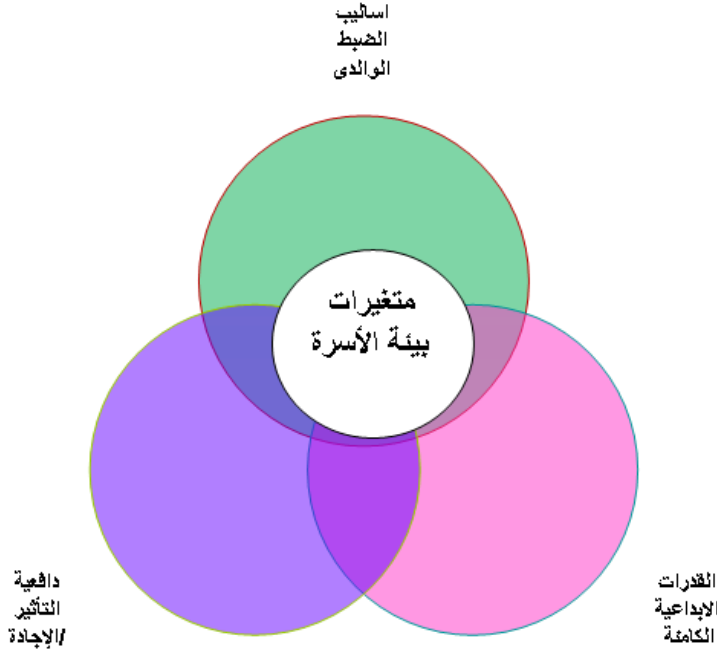 اساليب
الضبط
الوالدى
متغيرات
بيئة الأسرة
دافعية
التأثير
/الإجادة
القدرات
الابداعية
الكامنة